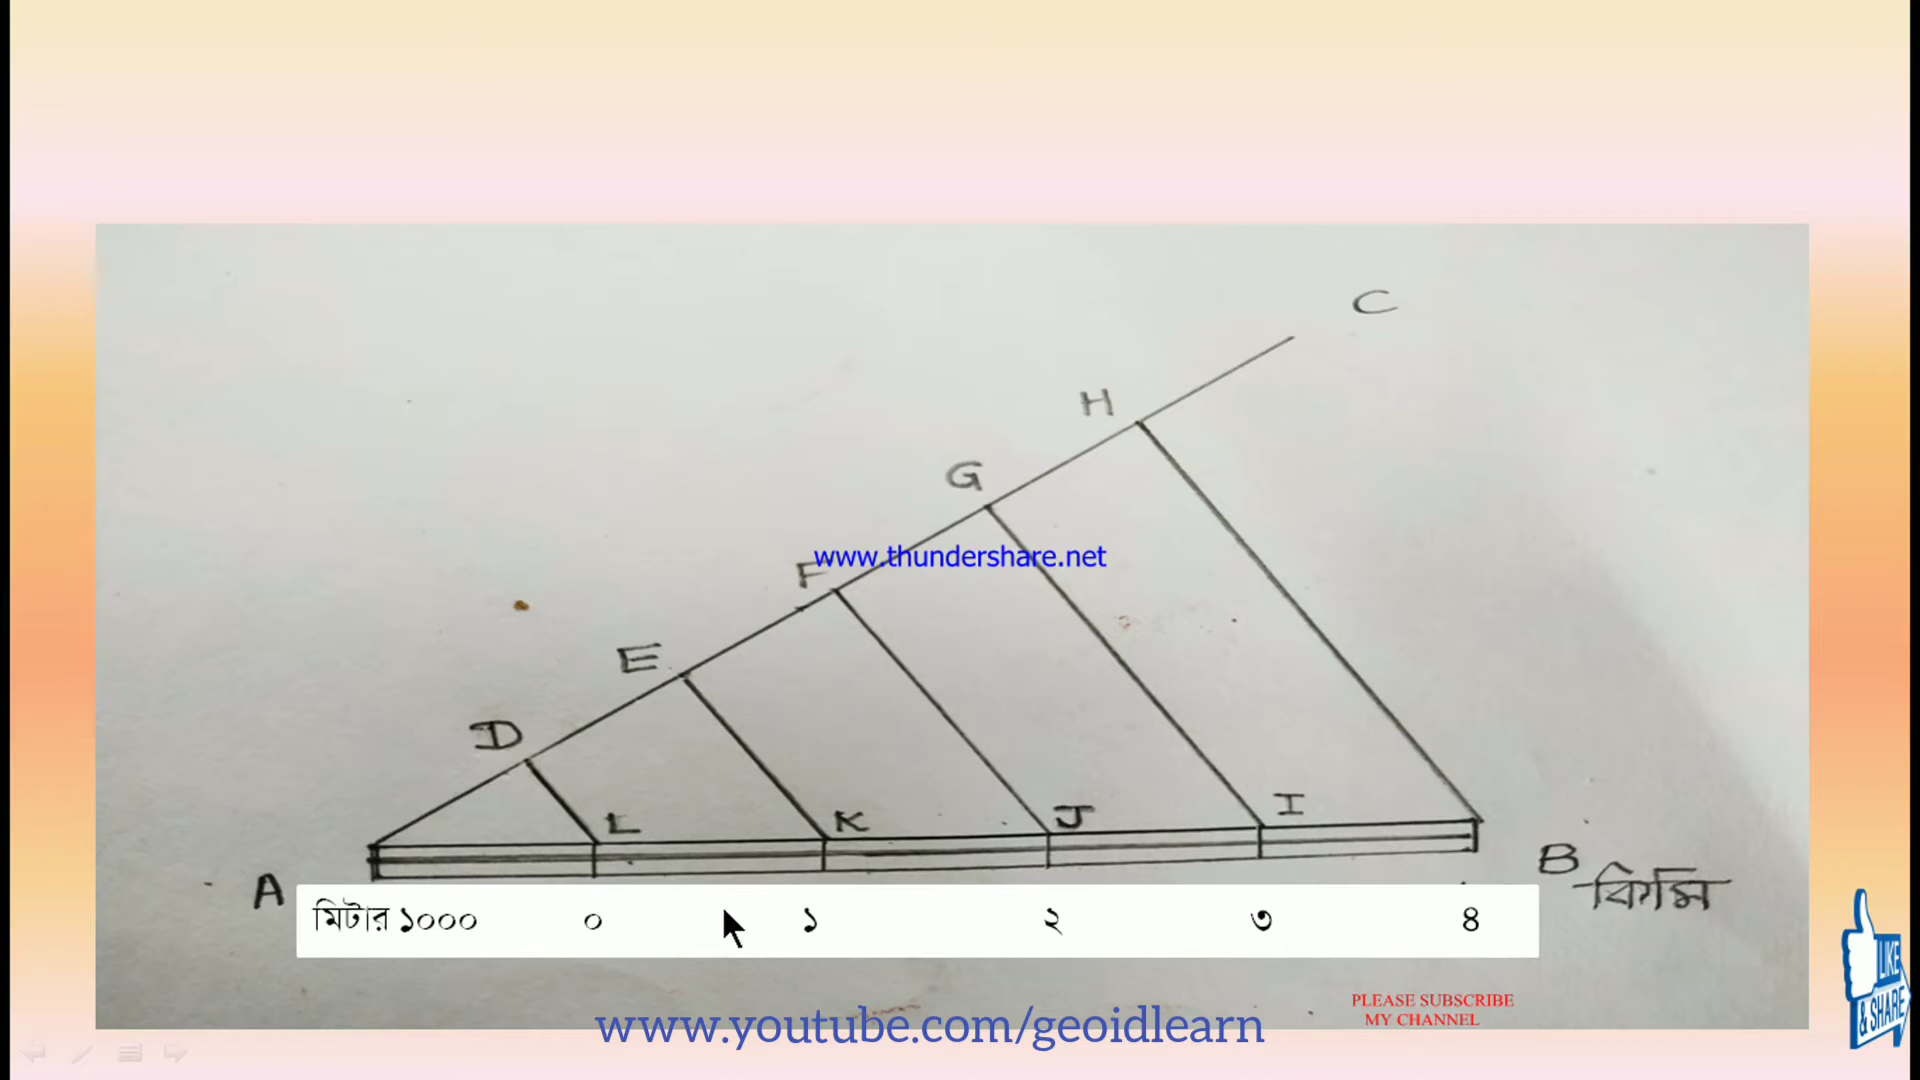 C
H
G
www.thundershare.net
F
E
D
L K J I
A B কিমি
মিটার ১০০০ ০ ১ ২ ৩ ৪
PLEASE SUBSCRIBE
MY CHANNEL
www.youtube.com/geoidlearn
LIKE
& SHARE